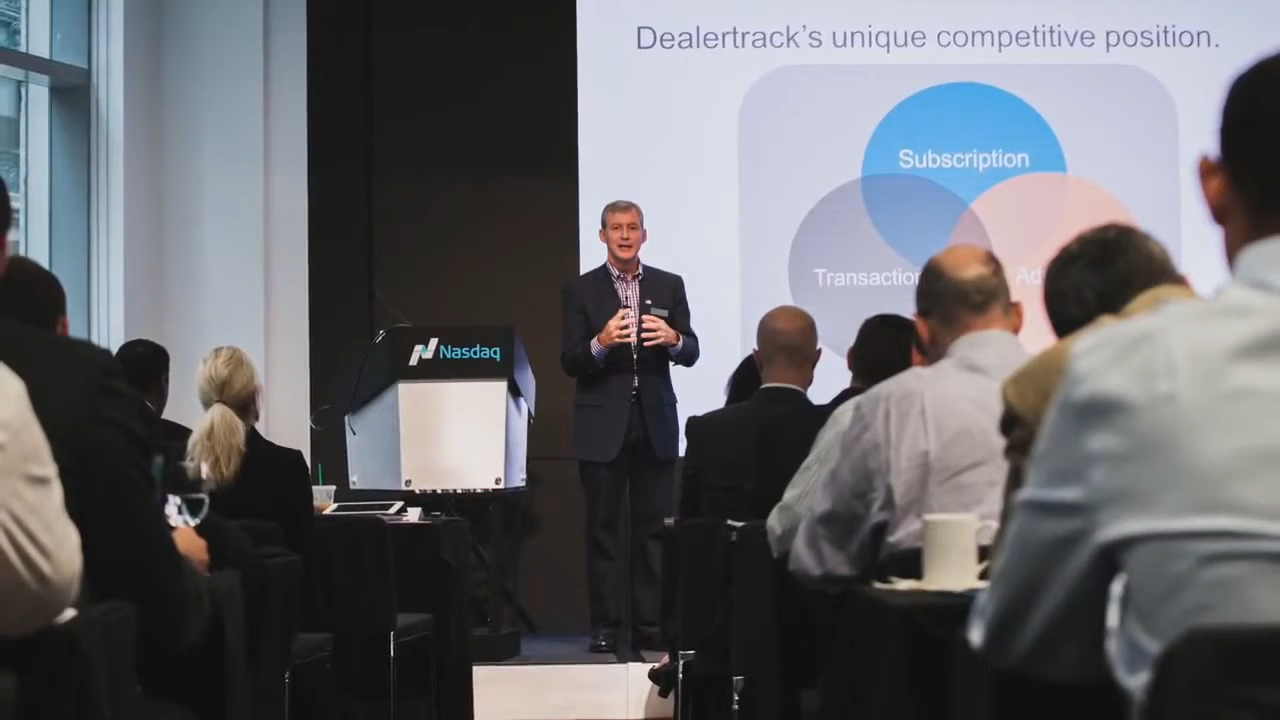 Dealertrack's unique competitive position.
Subscription
Transaction
Nasdaq